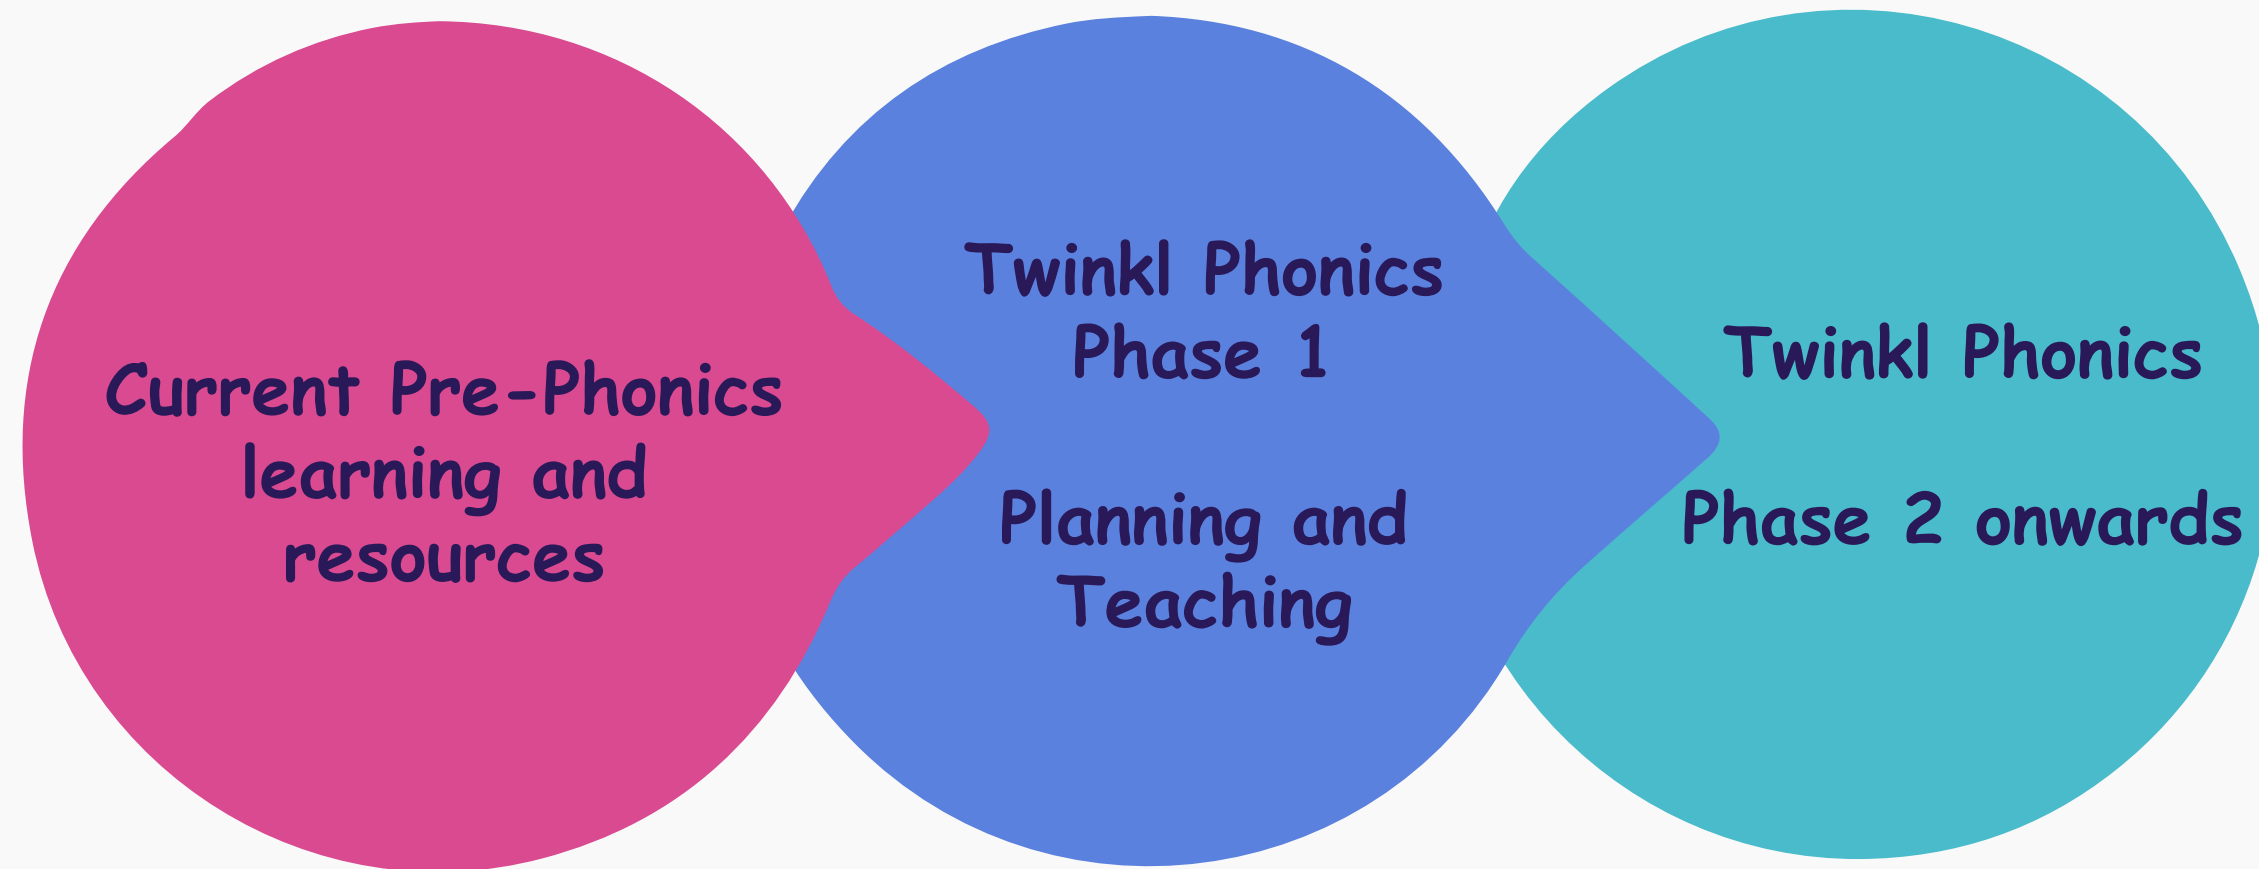 Current Pre-Phonics
learning and
resources
Twinkl Phonics
Phase 1
Planning and
Teaching
Twinkl Phonics
Phase 2 onwards